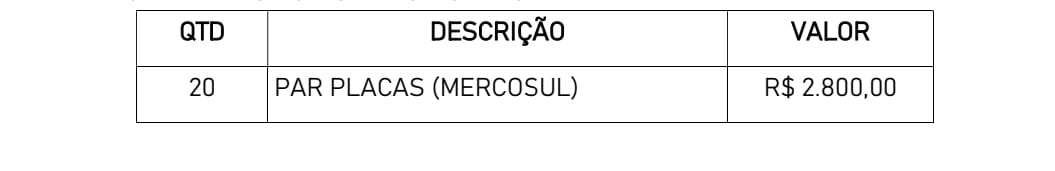 QTD DESCRIÇÃO VALOR
20 PAR PLACAS (MERCOSUL) R$ 2.800,00